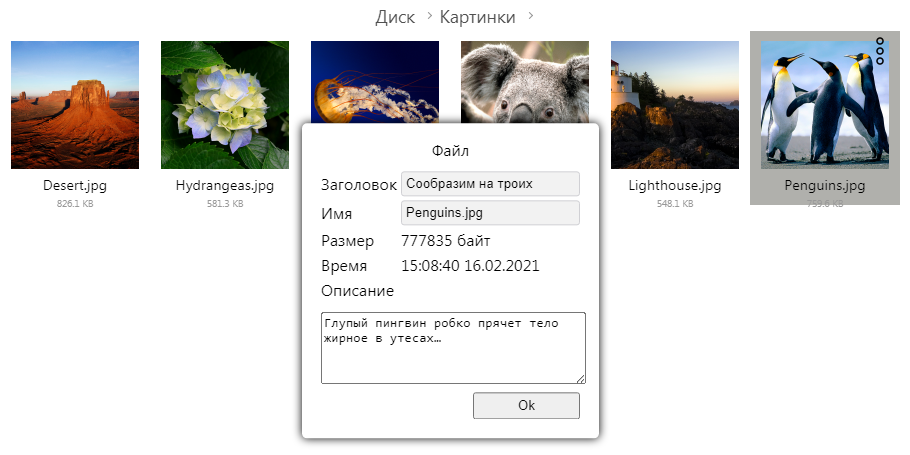 Диск > Картинки >
Desert.jpg
826.1 KB
Hydrangeas.jpg
581.3 KB
Lighthouse.jpg
548.1 KB
Penguins.jpg
759.6 KB
Файл
Заголовок Сообразим на троих
Имя Penguins.jpg
Размер 777835 байт
Время 15:08:40 16.02.2021
Описание
Глупый пингвин робко прячет тело
жирное в утесах…
Ok